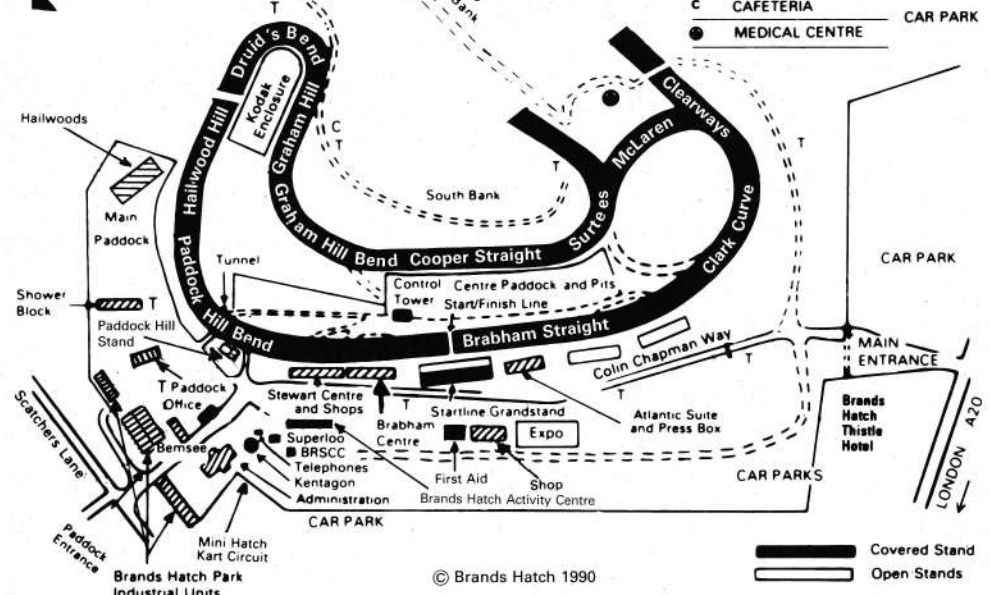 Bank
C CAFETERIA
MEDICAL CENTRE
CAR PARK
T
Druid's Bend
Kodak
Enclosure
Hailwood Hill
Graham Hill
Graham Hill Bend
Hailwoods
Main
Paddock
C
T
South Bank
T
Clearways
McLaren
Surtees
Clark Curve
T
Cooper Straight
Paddock
Hill Bend
Tunnel
Control
Tower
Centre Paddock and Pits
Start/Finish Line
Brabham Straight
CAR PARK
Shower
Block
T
Paddock Hill
Stand
T Paddock
Office
Colin Chapman Way
T
T
MAIN
ENTRANCE
Stewart Centre
and Shops
T
Brabham
Centre
Startline Grandstand
Atlantic Suite
and Press Box
Brands
Hatch
Thistle
Hotel
A20
LONDON
Scatchers Lane
Bemsee
Superloo
BRSCC
Telephones
Kentagon
Administration
Expo
First Aid
Shop
Brands Hatch Activity Centre
CAR PARKS
CAR PARK
Paddock
Entrance
Mini Hatch
Kart Circuit
Brands Hatch Park
Industrial Units
© Brands Hatch 1990
Covered Stand
Open Stands